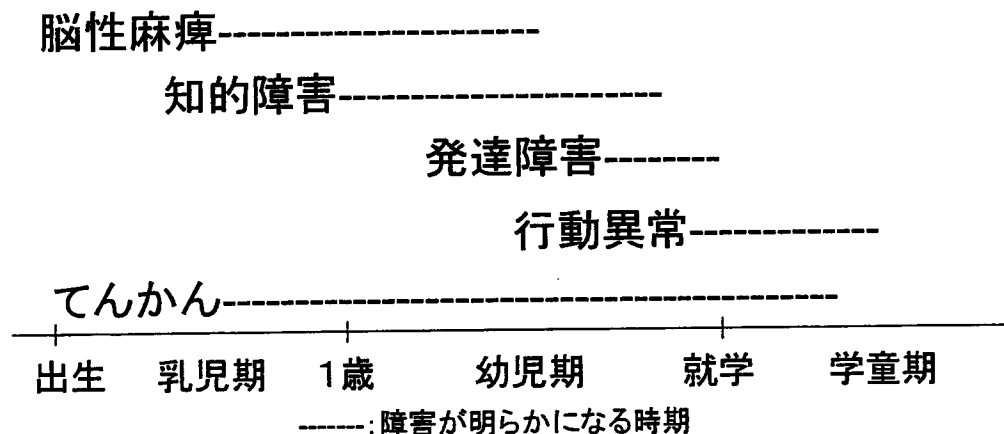 脳性麻痺----------------------
知的障害----------------------
発達障害--------
行動異常-------------
てんかん------------------------------------------
出生 乳児期 1歳 幼児期 就学 学童期
-------:障害が明らかになる時期